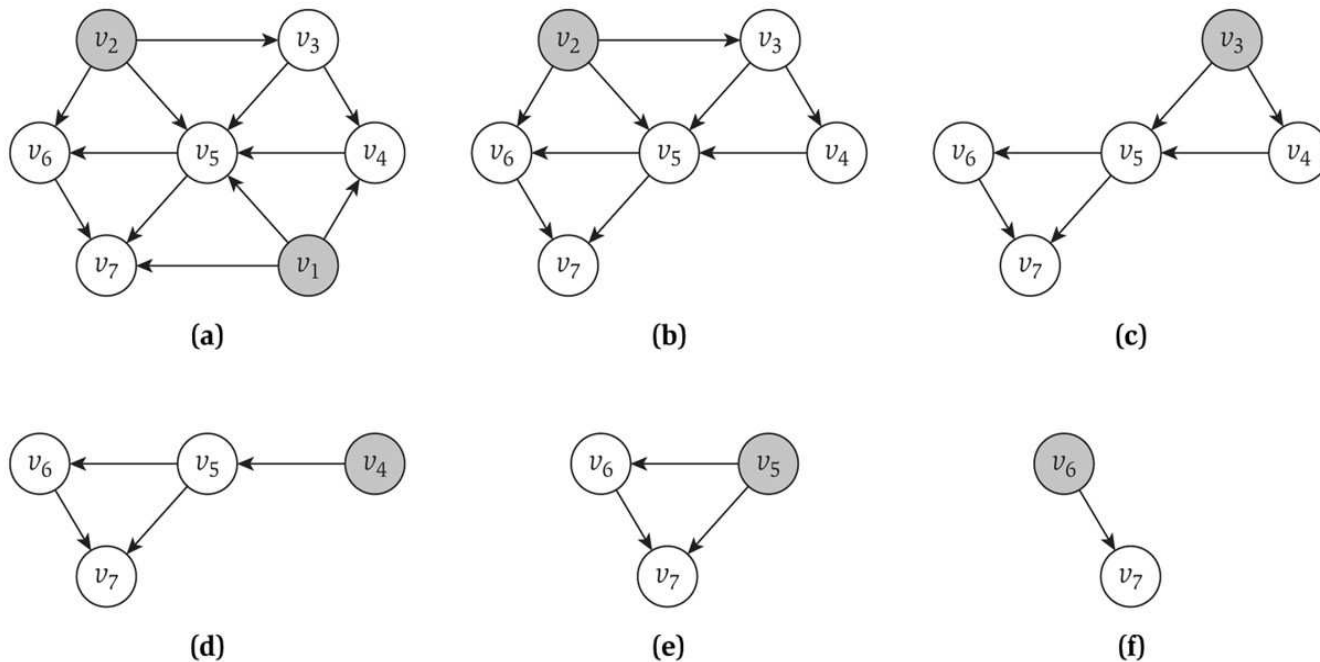 v2 v3 v2 v3 v3
v6 v5 v4 v6 v5 v4 v6 v5 v4
v7 v1 v7 v7
(a) (b) (c)
v6 v5 v4 v6 v5 v6
v7 v7 v7
(d) (e) (f)